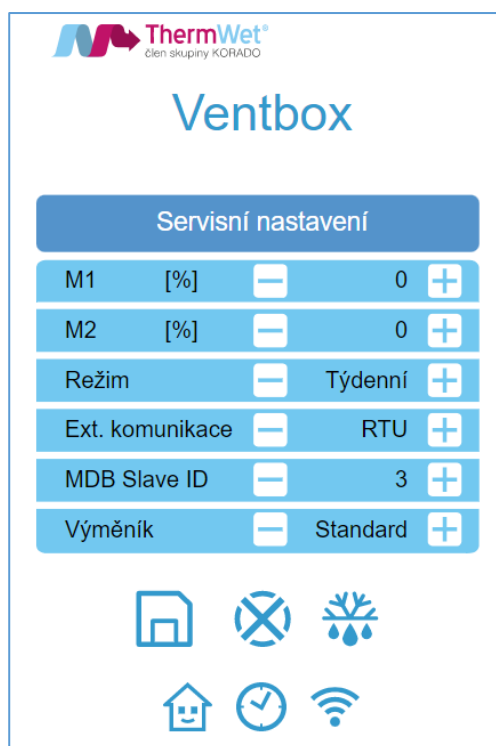 ThermWet®
člen skupiny KORADO
Ventbox
Servisní nastavení
M1 [%] − 0 +
M2 [%] − 0 +
Režim − Týdenní +
Ext. komunikace − RTU +
MDB Slave ID − 3 +
Výměník − Standard +